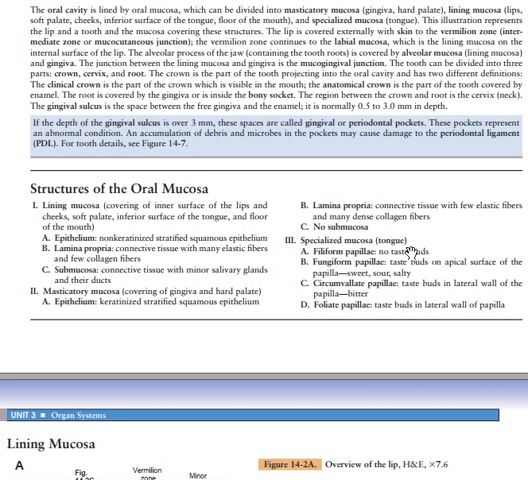 The oral cavity is lined by oral mucosa, which can be divided into masticatory mucosa (gingiva, hard palate), lining mucosa (lips,
soft palate, cheeks, inferior surface of the tongue, floor of the mouth), and specialized mucosa (tongue). This illustration represents
the lip and a tooth and the mucosa covering these structures. The lip is covered externally with skin to the vermilion zone (inter-
mediate zone or mucocutaneous junction); the vermilion zone continues to the labial mucosa, which is the lining mucosa on the
internal surface of the lip. The alveolar process of the jaw (containing the tooth roots) is covered by alveolar (lining mucosa)
and gingiva. The junction between the lining mucosa and gingiva is the mucogingival junction. The tooth can be divided into three
parts: crown, cervix, and root. The crown is the part of the tooth projecting into the oral cavity and has two different definitions:
The clinical crown is the part of the crown which is visible in the mouth; the anatomical crown is the part of the tooth covered by
enamel. The root is covered by the gingiva or is inside the bony socket. The region between the crown and root is the cervix (neck).
The gingival sulcus is the space between the free gingiva and the enamel; it is normally 0.5 to 3.0 mm in depth.
If the depth of the gingival sulcus is over 3 mm, these spaces are called gingival or periodontal pockets. These pockets represent
an abnormal condition. An accumulation of debris and microbes in the pockets may cause damage to the periodontal ligament
(PDL). For tooth details, see Figure 14-7.
Structures of the Oral Mucosa
I. Lining mucosa (covering of inner surface of the lips and
cheeks, soft palate, inferior surface of the tongue, and floor
of the mouth)
A. Epithelium: nonkeratinized stratified squamous epithelium
B. Lamina propria: connective tissue with many elastic fibers
and few collagen fibers
C. Submucosa: connective tissue with minor salivary glands
and their ducts
II. Masticatory mucosa (covering of gingiva and hard palate)
A. Epithelium: keratinized stratified squamous epithelium
B. Lamina propria: connective tissue with few elastic fibers
and many dense collagen fibers
C. No submucosa
III. Specialized mucosa (tongue)
A. Filiform papillae: no taste buds
B. Fungiform papillae: taste buds on apical surface of the
papilla—sweet, sour, salty
C. Circumvallate papillae: taste buds in lateral wall of the
papilla—bitter
D. Foliate papillae: taste buds in lateral wall of papilla
UNIT 3 ■ Organ Systems
Lining Mucosa
A
Fig.
Vermilion
zone
Minor
Figure 14-2A. Overview of the lip, H&E, ×7.6